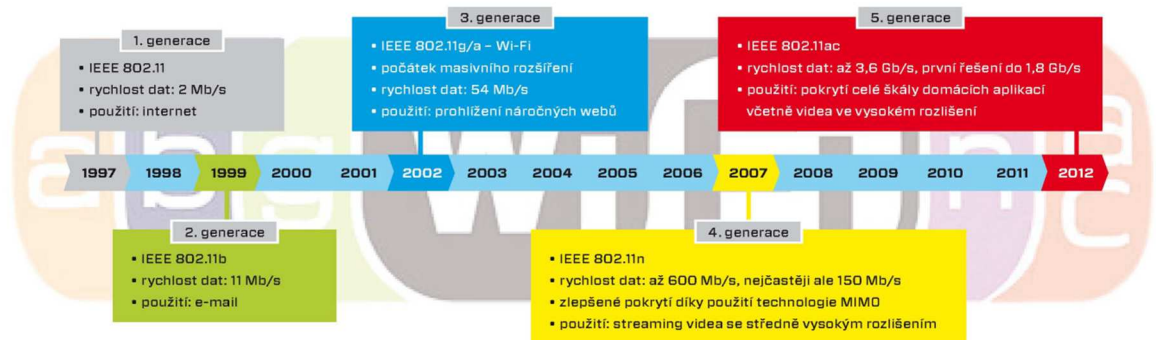 1. generace
▪ IEEE 802.11
▪ rychlost dat: 2 Mb/s
▪ použití: internet
3. generace
▪ IEEE 802.11g/a – Wi-Fi
▪ počátek masivního rozšíření
▪ rychlost dat: 54 Mb/s
▪ použití: prohlížení náročných webů
5. generace
▪ IEEE 802.11ac
▪ rychlost dat: až 3,6 Gb/s, první řešení do 1,8 Gb/s
▪ použití: pokrytí celé škály domácích aplikací
včetně videa ve vysokém rozlišení
1997 1998 1999 2000 2001 2002 2003 2004 2005 2006 2007 2008 2009 2010 2011 2012
2. generace
▪ IEEE 802.11b
▪ rychlost dat: 11 Mb/s
▪ použití: e-mail
4. generace
▪ IEEE 802.11n
▪ rychlost dat: až 600 Mb/s, nejčastěji ale 150 Mb/s
▪ zlepšené pokrytí díky použití technologie MIMO
▪ použití: streaming videa se středně vysokým rozlišením
a b g n ac